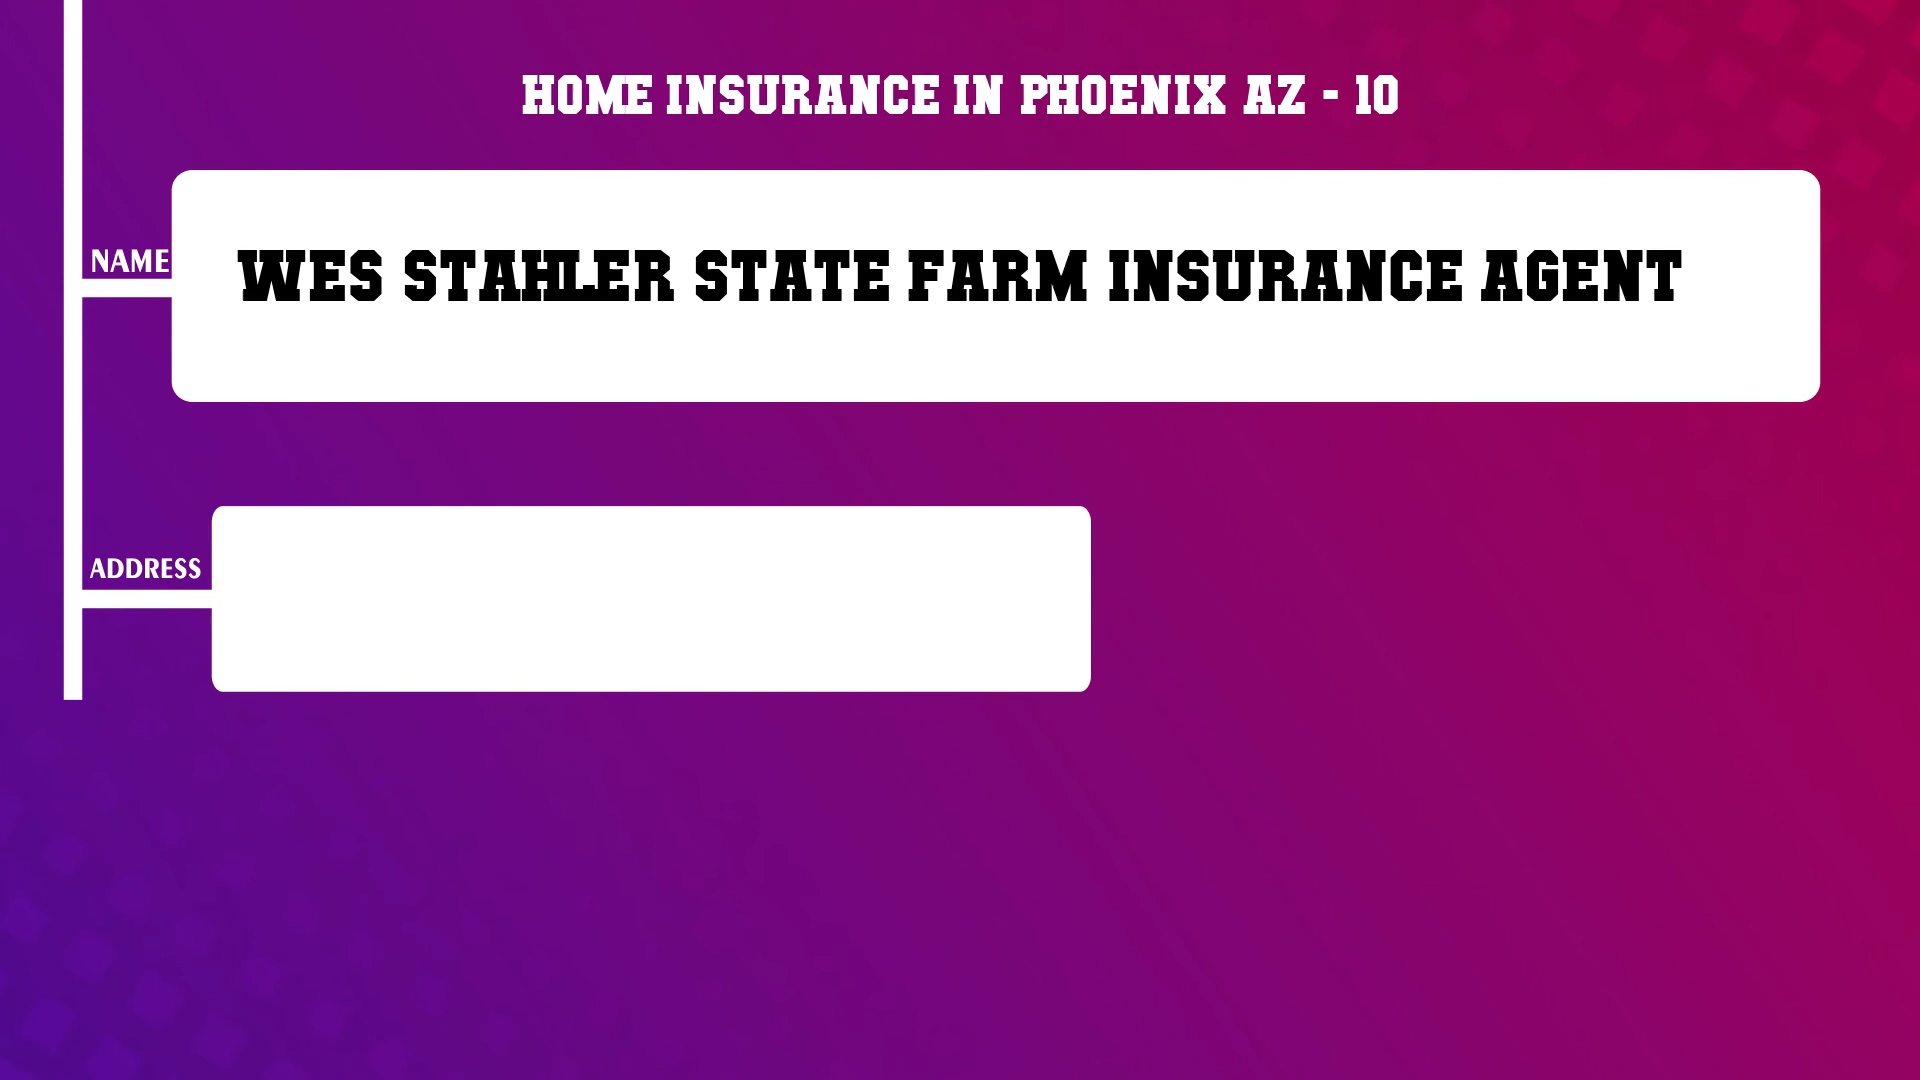 HOME INSURANCE IN PHOENIX AZ - 10
NAME
WES STAHLER STATE FARM INSURANCE AGENT
ADDRESS